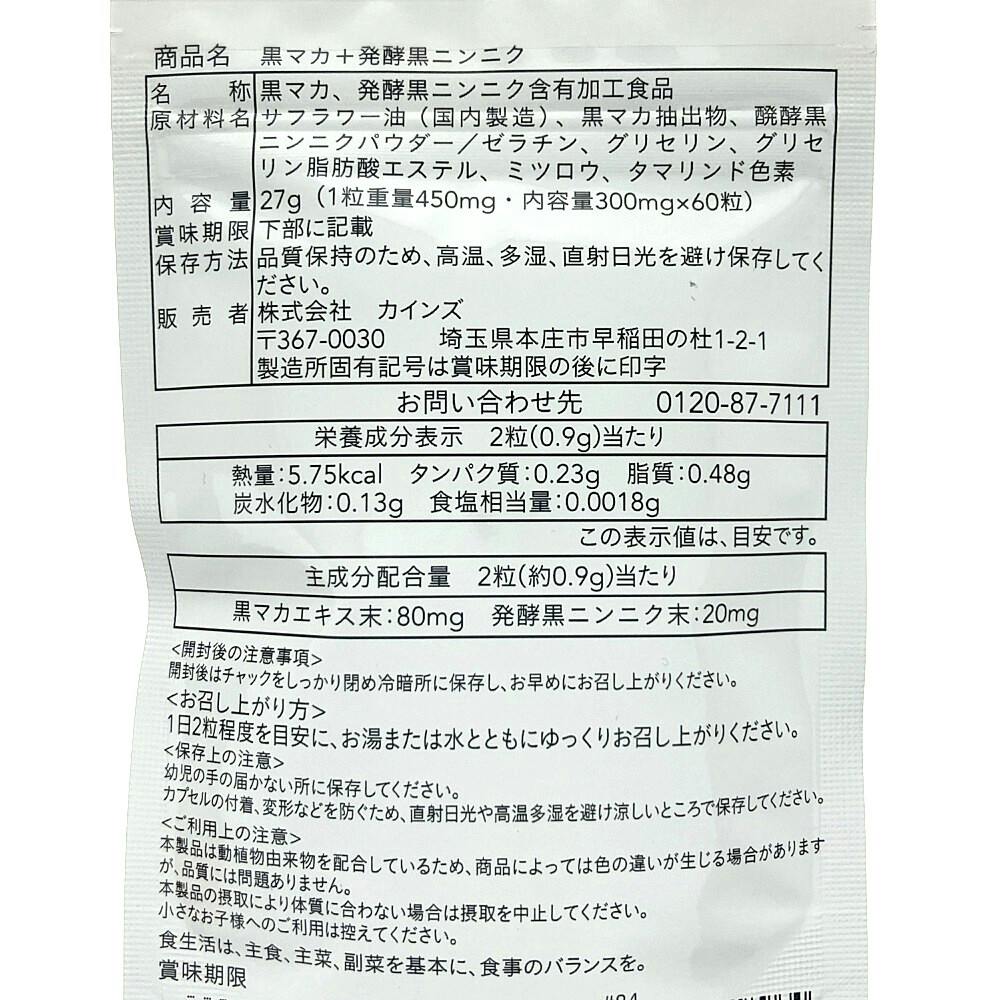 商品名 黒マカ＋発酵黒ニンニク
名称 黒マカ、発酵黒ニンニク含有加工食品
原材料名 サフラワー油（国内製造）、黒マカ抽出物、醗酵黒
ニンニクパウダー／ゼラチン、グリセリン、グリセ
リン脂肪酸エステル、ミツロウ、タマリンド色素
内容量 27g（1粒重量450mg・内容量300mg×60粒）
賞味期限 下部に記載
保存方法 品質保持のため、高温、多湿、直射日光を避け保存してく
ださい。
販売者 株式会社 カインズ
〒367-0030 埼玉県本庄市早稲田の杜1-2-1
製造所固有記号は賞味期限の後に印字
お問い合わせ先 0120-87-7111
栄養成分表示 2粒(0.9g)当たり
熱量：5.75kcal タンパク質：0.23g 脂質：0.48g
炭水化物：0.13g 食塩相当量：0.0018g
この表示値は、目安です。
主成分配合量 2粒(約0.9g)当たり
黒マカエキス末：80mg 発酵黒ニンニク末：20mg
<開封後の注意事項>
開封後はチャックをしっかり閉め冷暗所に保存し、お早めにお召し上がりください。
<お召し上がり方>
1日2粒程度を目安に、お湯または水とともにゆっくりお召し上がりください。
<保存上の注意>
幼児の手の届かない所に保存してください。
カプセルの付着、変形などを防ぐため、直射日光や高温多湿を避け涼しいところで保存してください。
<ご利用上の注意>
本製品は動植物由来物を配合しているため、商品によっては色の違いが生じる場合があります
が、品質には問題ありません。
本製品の摂取により体質に合わない場合は摂取を中止してください。
小さなお子様へのご利用は控えてください。
食生活は、主食、主菜、副菜を基本に、食事のバランスを。
賞味期限